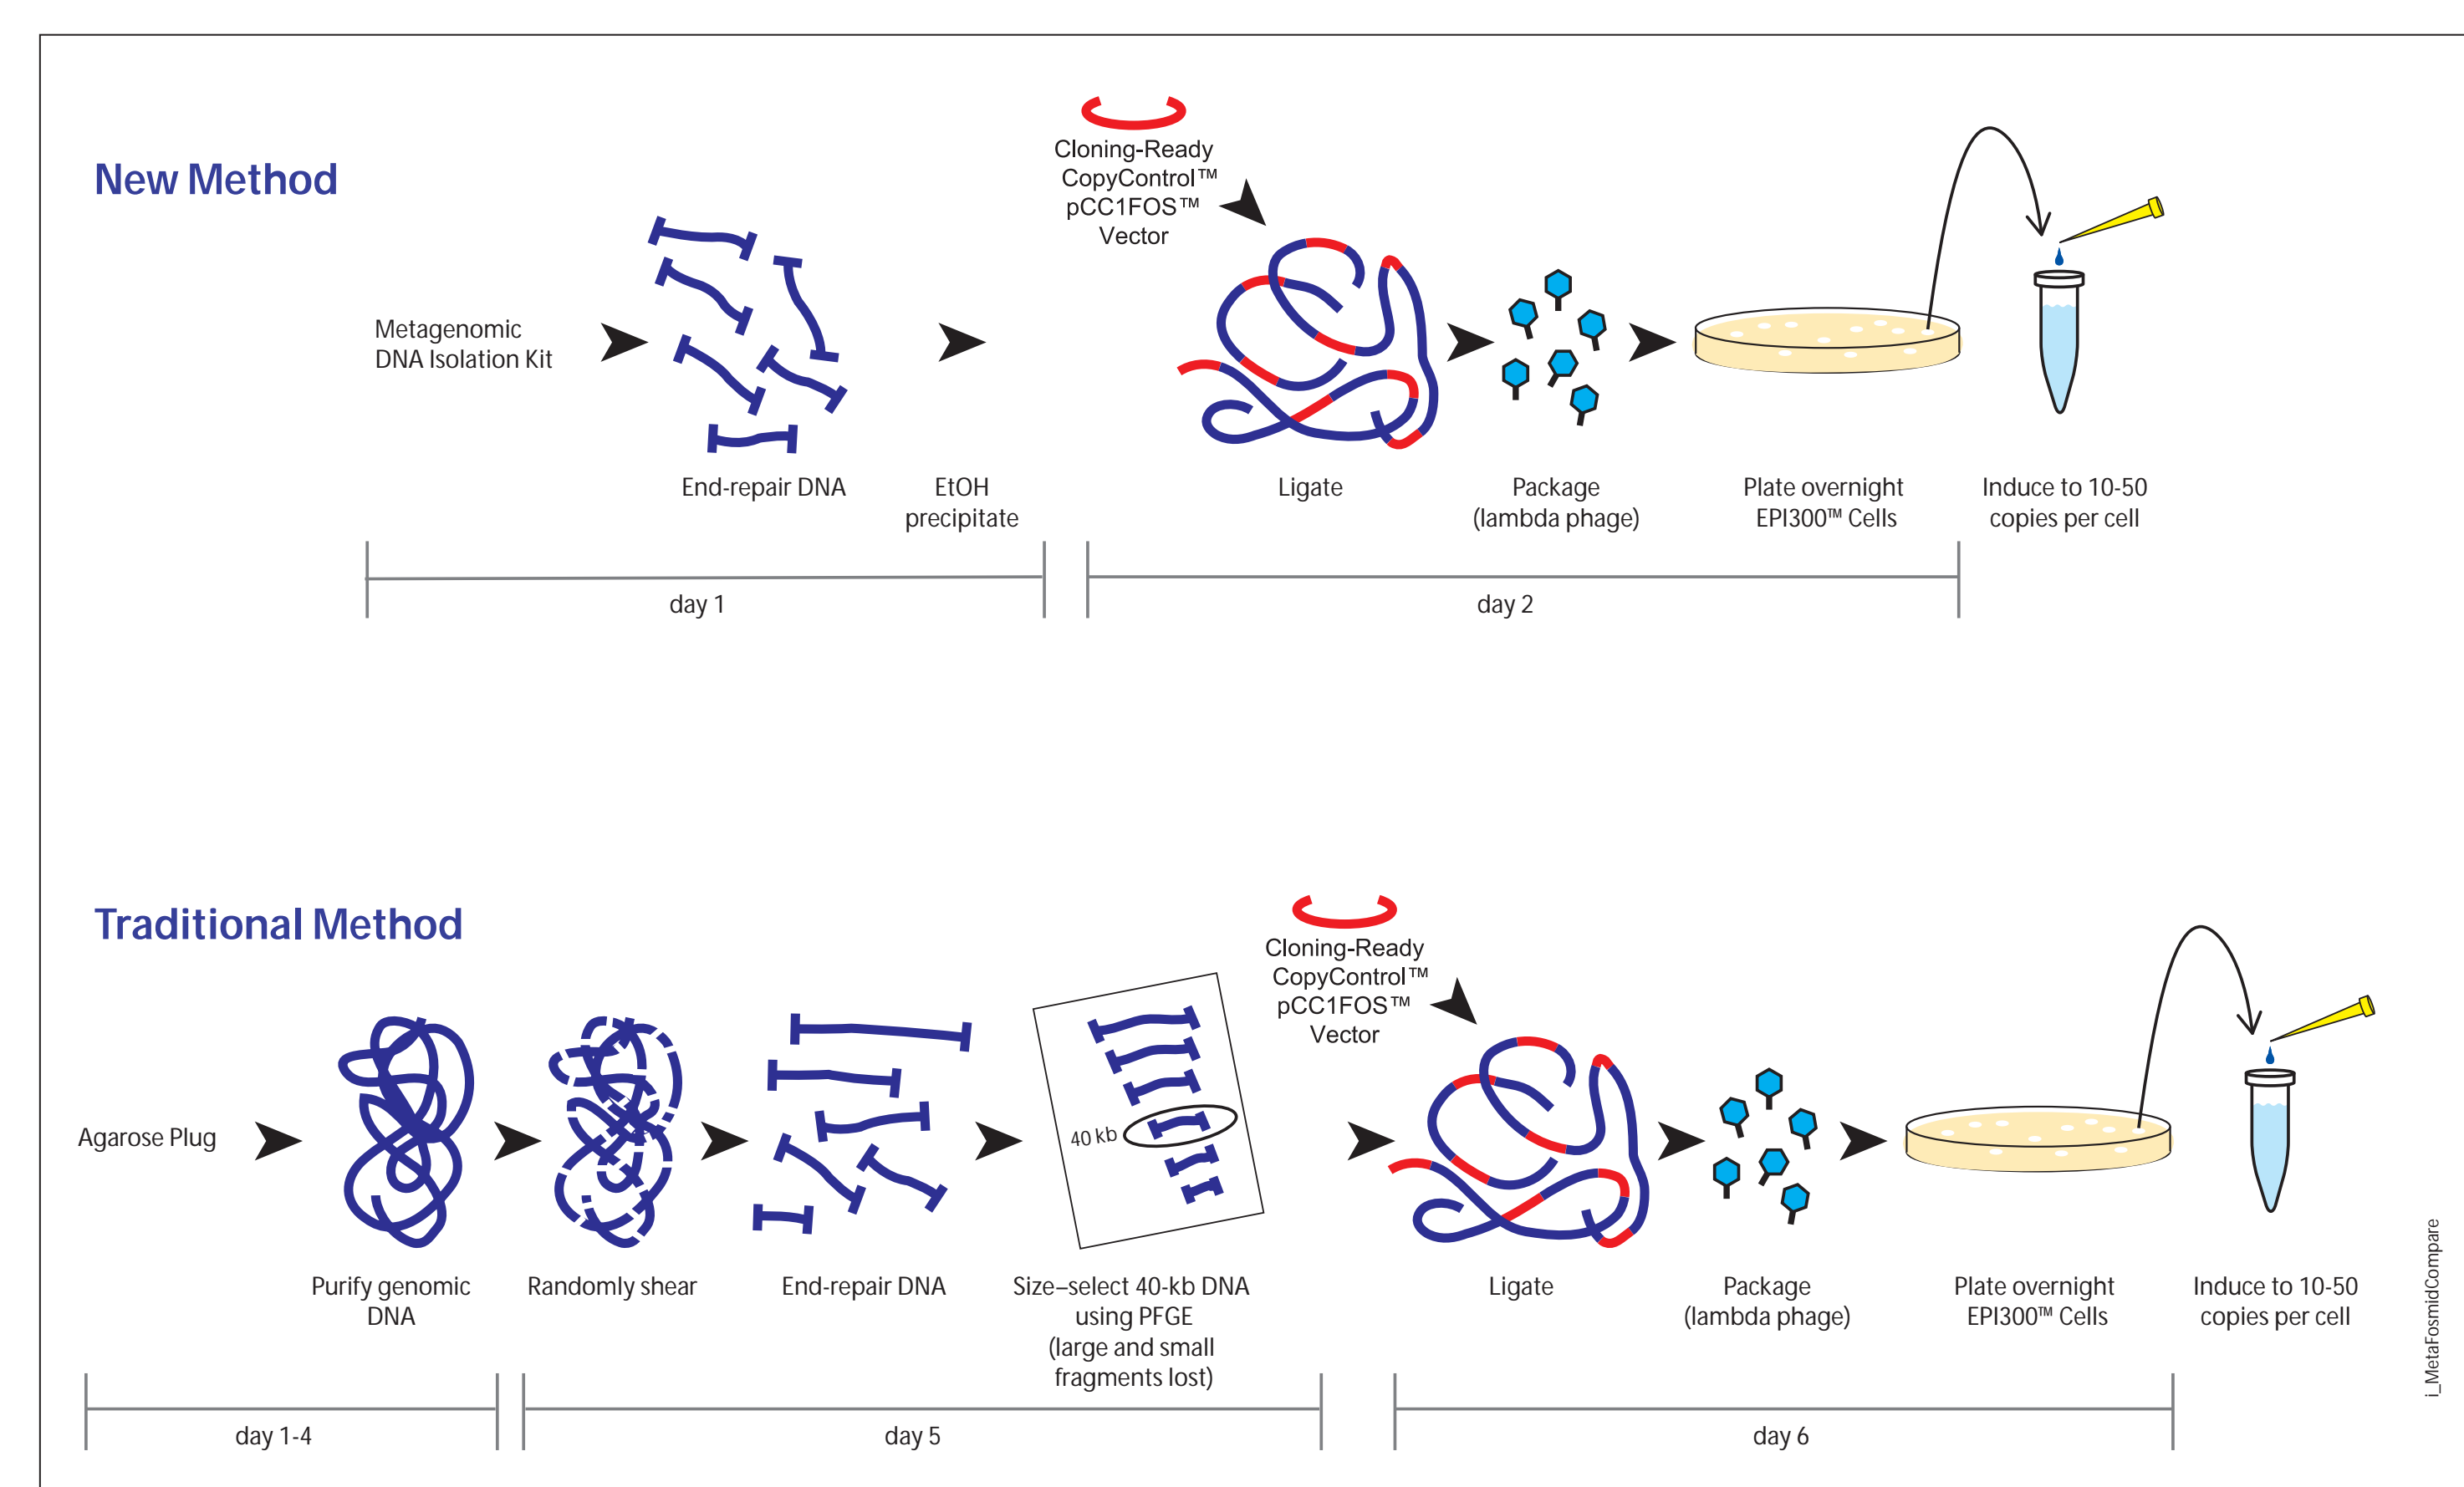 New Method
Cloning-Ready
CopyControl™
pCC1FOS™
Vector
Metagenomic
DNA Isolation Kit
End-repair DNA
EtOH
precipitate
Ligate
Package
(lambda phage)
Plate overnight
EPI300™ Cells
Induce to 10-50
copies per cell
day 1
day 2
Traditional Method
Cloning-Ready
CopyControl™
pCC1FOS™
Vector
Agarose Plug
40 kb
Purify genomic
DNA
Randomly shear
End-repair DNA
Size–select 40-kb DNA
using PFGE
(large and small
fragments lost)
Ligate
Package
(lambda phage)
Plate overnight
EPI300™ Cells
Induce to 10-50
copies per cell
day 1-4
day 5
day 6
i_MetaFosmidCompare